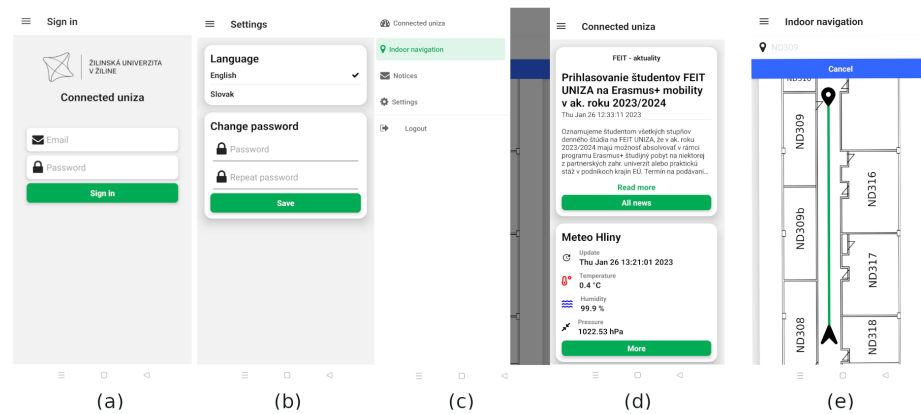 Sign in
ŽILINSKÁ UNIVERZITA
V ŽILINE
Connected uniza
Email
Password
Sign in
(a)
Settings
Language
English
Slovak
Change password
Password
Repeat password
Save
(b)
Connected uniza
Indoor navigation
Notices
Settings
Logout
(c)
Connected uniza
FEIT - aktuality
Prihlasovanie študentov FEIT
UNIZA na Erasmus+ mobility
v ak. roku 2023/2024
Thu Jan 26 12:33:11 2023
Oznamujeme študentom všetkých stupňov
denného štúdia na FEIT UNIZA, že v ak. roku
2023/2024 majú možnosť absolvovať v rámci
programu Erasmus+ študijný pobyt na niektorej
z partnerských zahr. univerzít alebo praktickú
stáž v podnikoch krajín EÚ. Termín na podávani...
Read more
All news
Meteo Hliny
Update
Thu Jan 26 13:21:01 2023
Temperature
0.4 °C
Humidity
99.9 %
Pressure
1022.53 hPa
More
(d)
Indoor navigation
ND309
Cancel
ND310
ND309
ND316
ND309b
ND317
ND308
ND318
(e)